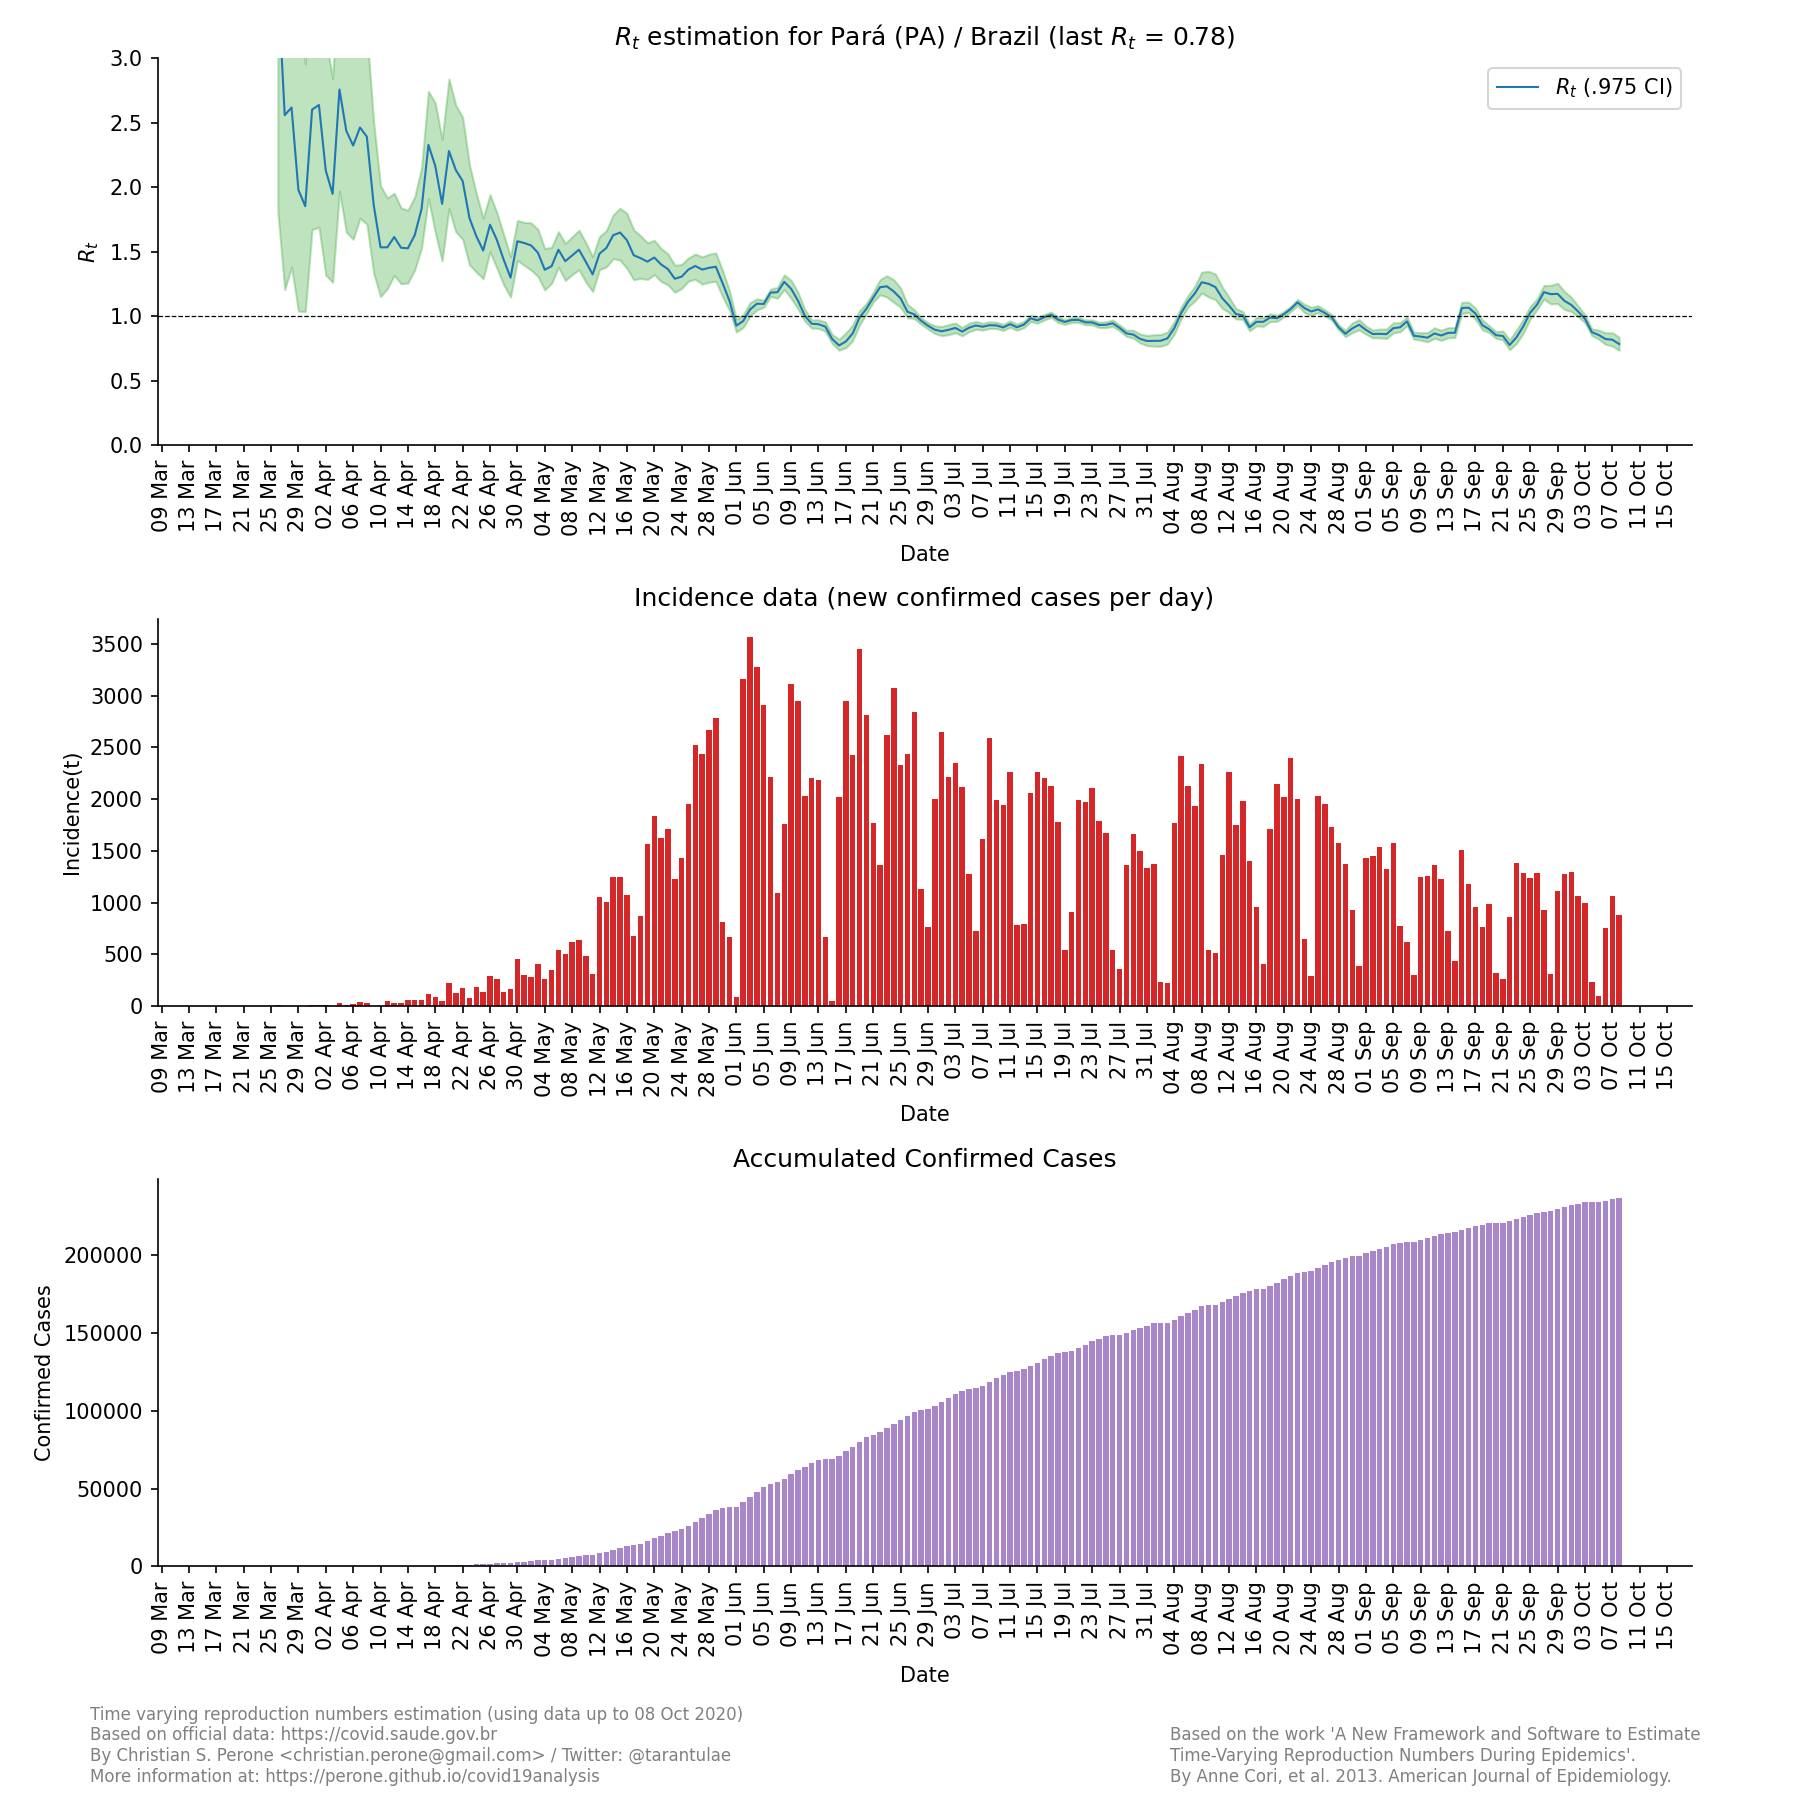 Rt estimation for Pará (PA) / Brazil (last Rt = 0.78)
3.0
2.5
2.0
1.5
1.0
0.5
0.0
Rt
Rt (.975 CI)
09 Mar 13 Mar 17 Mar 21 Mar 25 Mar 29 Mar 02 Apr 06 Apr 10 Apr 14 Apr 18 Apr 22 Apr 26 Apr 30 Apr 04 May 08 May 12 May 16 May 20 May 24 May 28 May 01 Jun 05 Jun 09 Jun 13 Jun 17 Jun 21 Jun 25 Jun 29 Jun 03 Jul 07 Jul 11 Jul 15 Jul 19 Jul 23 Jul 27 Jul 31 Jul 04 Aug 08 Aug 12 Aug 16 Aug 20 Aug 24 Aug 28 Aug 01 Sep 05 Sep 09 Sep 13 Sep 17 Sep 21 Sep 25 Sep 29 Sep 03 Oct 07 Oct 11 Oct 15 Oct
Date
Incidence data (new confirmed cases per day)
3500
3000
2500
2000
1500
1000
500
0
Incidence(t)
09 Mar 13 Mar 17 Mar 21 Mar 25 Mar 29 Mar 02 Apr 06 Apr 10 Apr 14 Apr 18 Apr 22 Apr 26 Apr 30 Apr 04 May 08 May 12 May 16 May 20 May 24 May 28 May 01 Jun 05 Jun 09 Jun 13 Jun 17 Jun 21 Jun 25 Jun 29 Jun 03 Jul 07 Jul 11 Jul 15 Jul 19 Jul 23 Jul 27 Jul 31 Jul 04 Aug 08 Aug 12 Aug 16 Aug 20 Aug 24 Aug 28 Aug 01 Sep 05 Sep 09 Sep 13 Sep 17 Sep 21 Sep 25 Sep 29 Sep 03 Oct 07 Oct 11 Oct 15 Oct
Date
Accumulated Confirmed Cases
200000
150000
100000
50000
0
Confirmed Cases
09 Mar 13 Mar 17 Mar 21 Mar 25 Mar 29 Mar 02 Apr 06 Apr 10 Apr 14 Apr 18 Apr 22 Apr 26 Apr 30 Apr 04 May 08 May 12 May 16 May 20 May 24 May 28 May 01 Jun 05 Jun 09 Jun 13 Jun 17 Jun 21 Jun 25 Jun 29 Jun 03 Jul 07 Jul 11 Jul 15 Jul 19 Jul 23 Jul 27 Jul 31 Jul 04 Aug 08 Aug 12 Aug 16 Aug 20 Aug 24 Aug 28 Aug 01 Sep 05 Sep 09 Sep 13 Sep 17 Sep 21 Sep 25 Sep 29 Sep 03 Oct 07 Oct 11 Oct 15 Oct
Date
Time varying reproduction numbers estimation (using data up to 08 Oct 2020)
Based on official data: https://covid.saude.gov.br
By Christian S. Perone <christian.perone@gmail.com> / Twitter: @tarantulae
More information at: https://perone.github.io/covid19analysis
Based on the work 'A New Framework and Software to Estimate
Time-Varying Reproduction Numbers During Epidemics'.
By Anne Cori, et al. 2013. American Journal of Epidemiology.